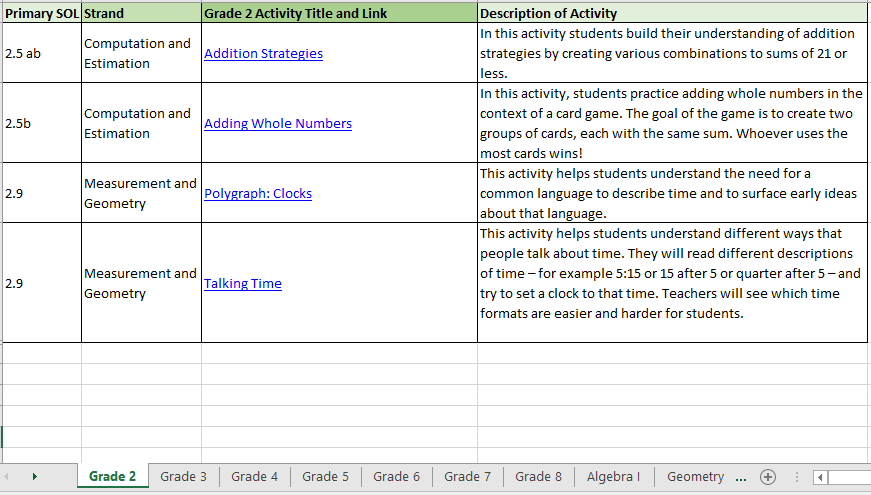 Primary SOL Strand Grade 2 Activity Title and Link Description of Activity
2.5 ab
Computation and
Estimation
Addition Strategies
In this activity students build their understanding of addition
strategies by creating various combinations to sums of 21 or
less.
2.5b
Computation and
Estimation
Adding Whole Numbers
In this activity, students practice adding whole numbers in the
context of a card game. The goal of the game is to create two
groups of cards, each with the same sum. Whoever uses the
most cards wins!
2.9
Measurement and
Geometry
Polygraph: Clocks
This activity helps students understand the need for a
common language to describe time and to surface early ideas
about that language.
2.9
Measurement and
Geometry
Talking Time
This activity helps students understand different ways that
people talk about time. They will read different descriptions
of time – for example 5:15 or 15 after 5 or quarter after 5 – and
try to set a clock to that time. Teachers will see which time
formats are easier and harder for students.
Grade 2 Grade 3 Grade 4 Grade 5 Grade 6 Grade 7 Grade 8 Algebra I Geometry ...